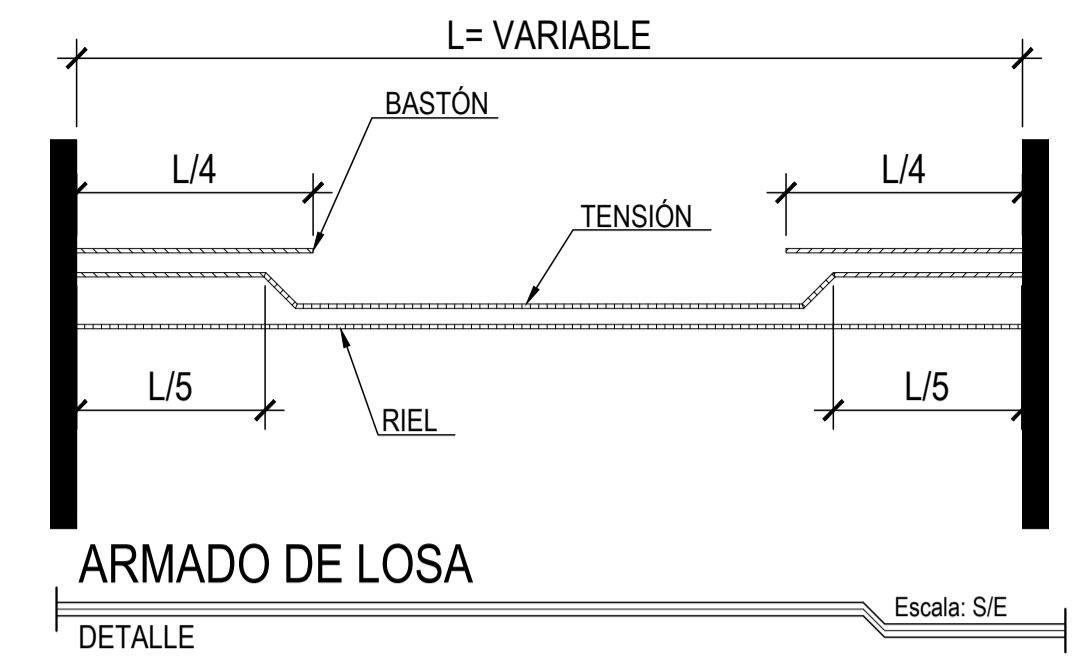 L= VARIABLE
BASTÓN
L/4
L/4
TENSIÓN
L/5
L/5
RIEL
ARMADO DE LOSA
Escala: S/E
DETALLE